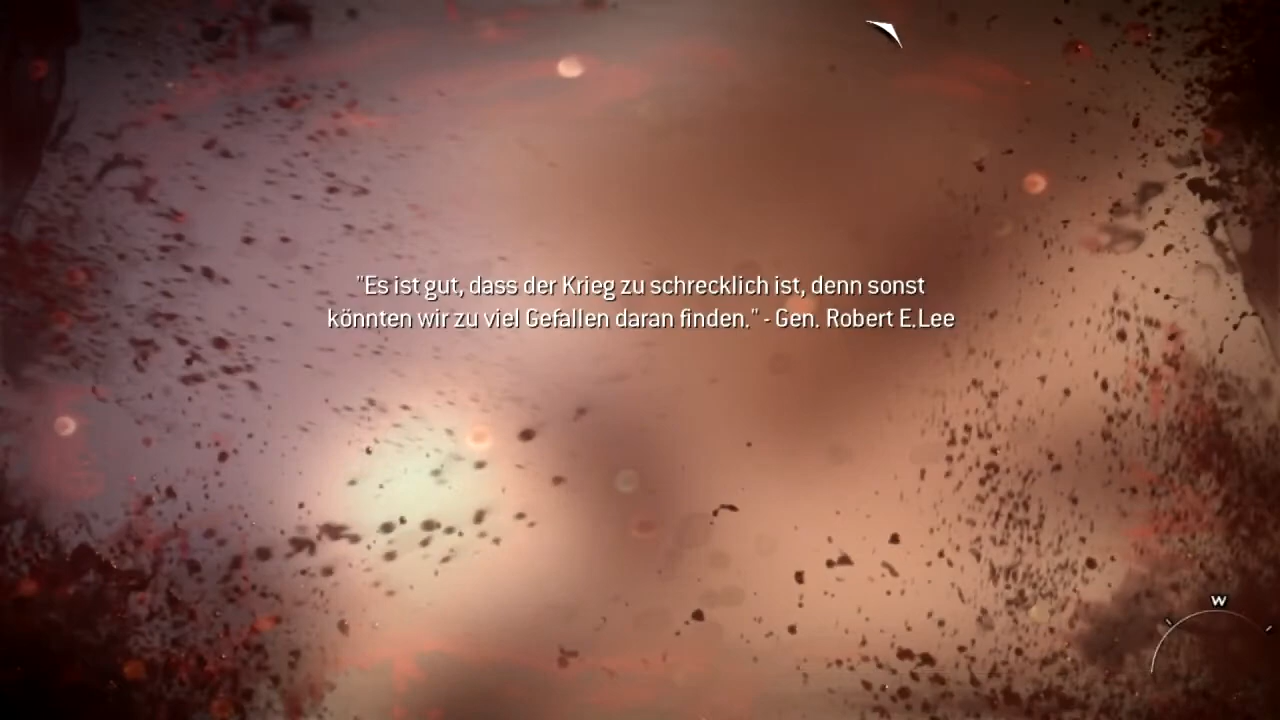 "Es ist gut, dass der Krieg zu schrecklich ist, denn sonst
könnten wir zu viel Gefallen daran finden." - Gen. Robert E.Lee
W